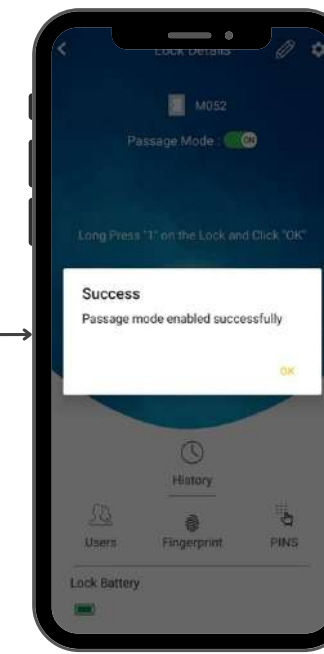 Lock Details
M052
Passage Mode : ON
Long Press "1" on the Lock and Click "OK"
Success
Passage mode enabled successfully
OK
History
Users Fingerprint PINS
Lock Battery